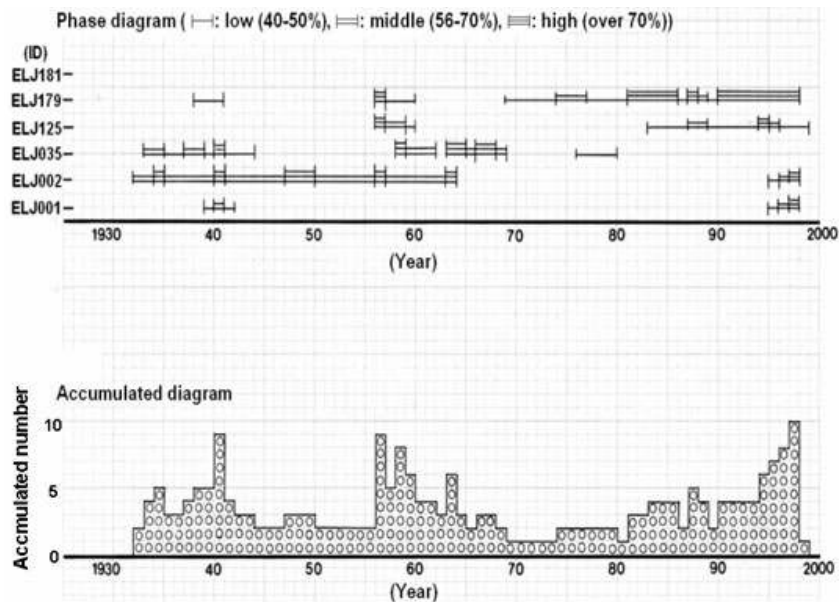 Phase diagram ( : low (40-50%), : middle (56-70%), : high (over 70%))
(ID)
ELJ181
ELJ179
ELJ125
ELJ035
ELJ002
ELJ001
1930 40 50 60 70 80 90 2000
(Year)
Accumulated diagram
Accumulated number
10
5
0
1930 40 50 60 70 80 90 2000
(Year)